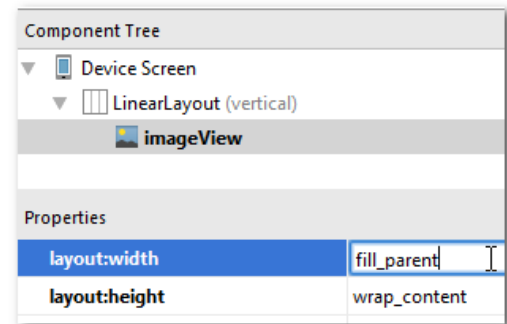 Component Tree
Device Screen
LinearLayout (vertical)
imageView
Properties
layout:width fill_parent
layout:height wrap_content